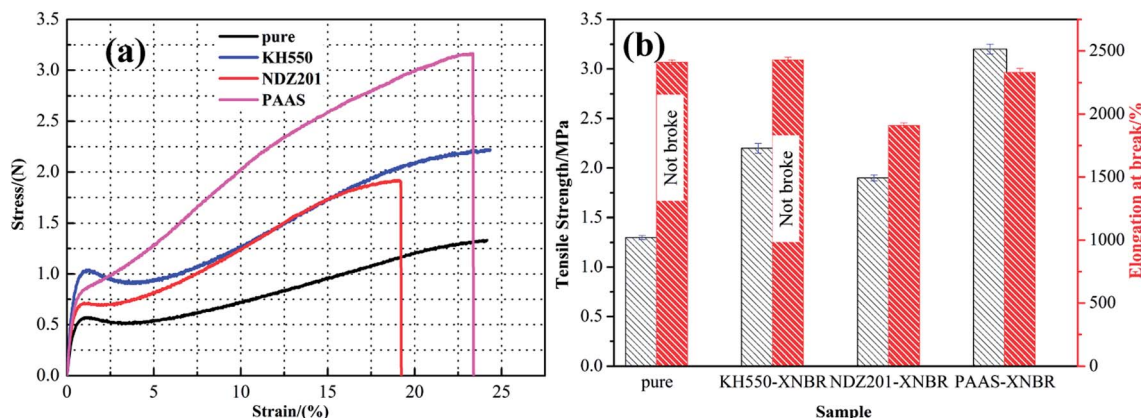 (a)
pure
KH550
NDZ201
PAAS
3.5
3.0
2.5
2.0
1.5
1.0
0.5
0.0
Stress/(N)
0 5 10 15 20 25
Strain/(%)
(b)
3.5
3.0
2.5
2.0
1.5
1.0
0.5
0.0
Tensile Strength/MPa
Not broke
Not broke
2500
2000
1500
1000
500
0
Elongation at break/%
pure KH550-XNBR NDZ201-XNBR PAAS-XNBR
Sample